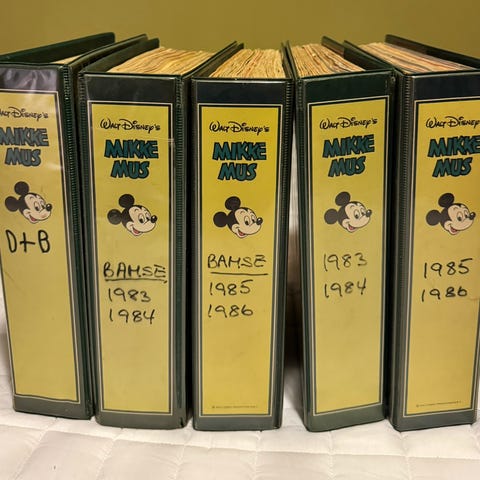 WALT DISNEY'S
MIKKE
MUS
D+B
WALT DISNEY'S
MIKKE
MUS
BAMSE
1983
1984
WALT DISNEY'S
MIKKE
MUS
BAMSE
1985
1986
WALT DISNEY'S
MIKKE
MUS
1983
1984
WALT DISNEY'S
MIKKE
MUS
1985
1986